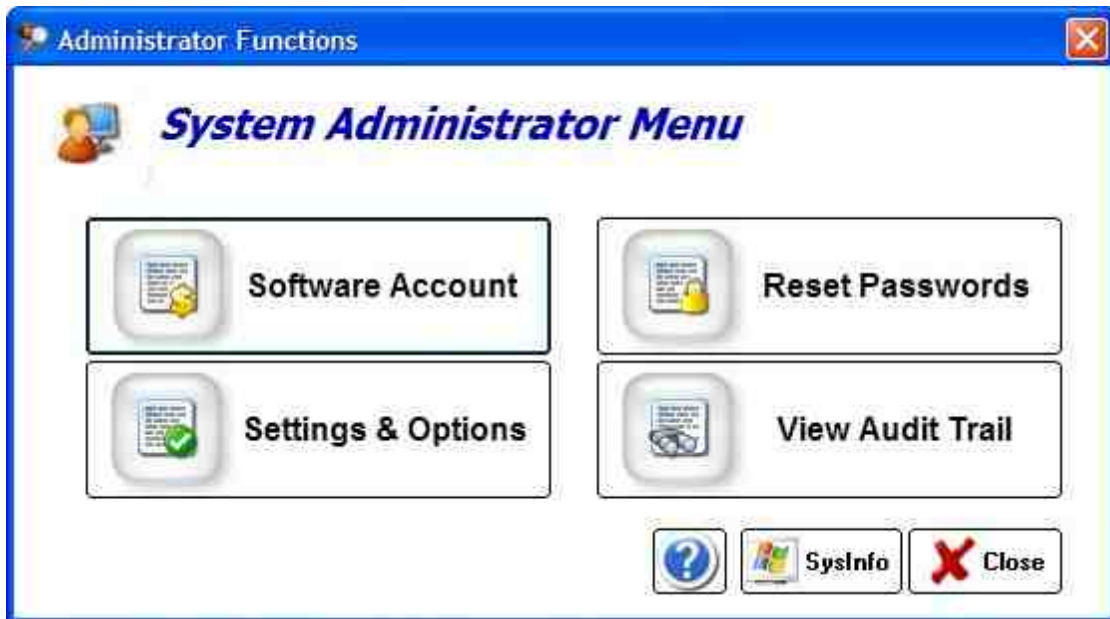 Administrator Functions
System Administrator Menu
Software Account
Reset Passwords
Settings & Options
View Audit Trail
?
SysInfo
Close